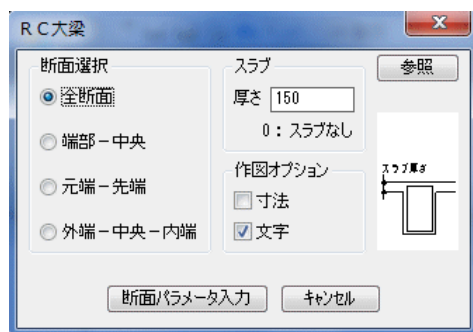 RC大梁
断面選択
全断面
端部－中央
元端－先端
外端－中央－内端
スラブ
厚さ 150
0：スラブなし
作図オプション
寸法
文字
参照
スラブ厚さ
断面パラメータ入力
キャンセル